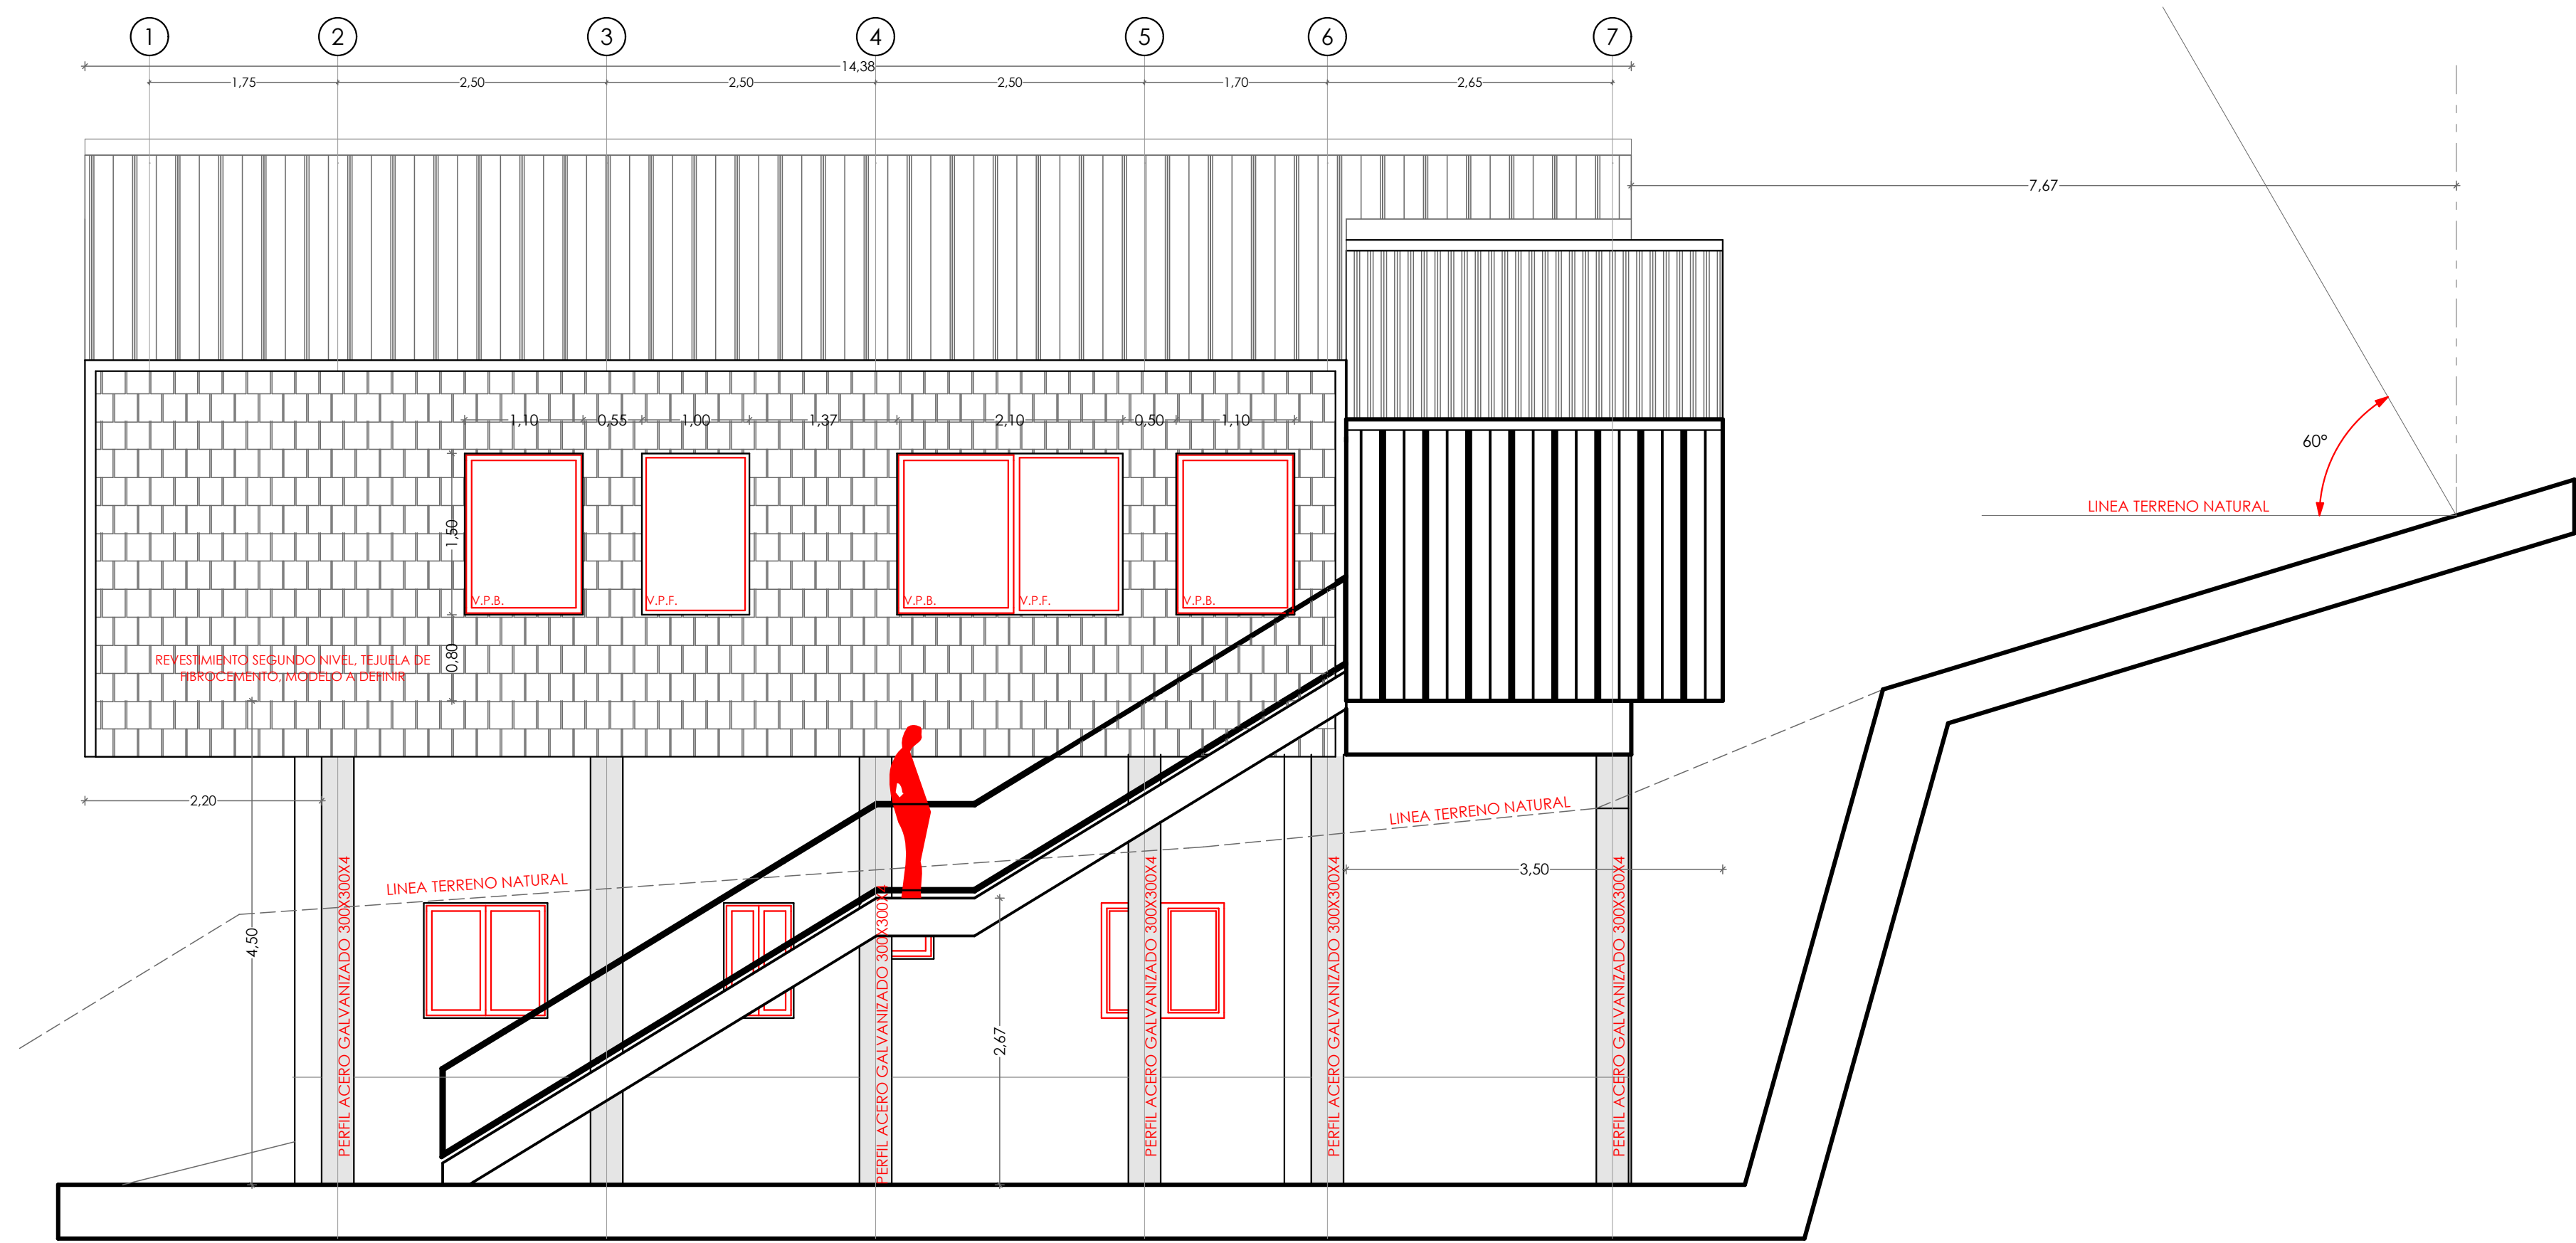 1 2 3 4 5 6 7
14,38
1,75 2,50 2,50 2,50 1,70 2,65
7,67
1,10 0,55 1,00 1,37 2,10 0,50 1,10
60°
LINEA TERRENO NATURAL
1,50
V.P.B. V.P.F. V.P.B. V.P.F. V.P.B.
0,80
REVESTIMIENTO SEGUNDO NIVEL, TEJUELA DE
FIBROCEMENTO, MODELO A DEFINIR
2,20
LINEA TERRENO NATURAL
3,50
LINEA TERRENO NATURAL
4,50
2,67
PERFIL ACERO GALVANIZADO 300X300X4
PERFIL ACERO GALVANIZADO 300X300X4
PERFIL ACERO GALVANIZADO 300X300X4
PERFIL ACERO GALVANIZADO 300X300X4
PERFIL ACERO GALVANIZADO 300X300X4